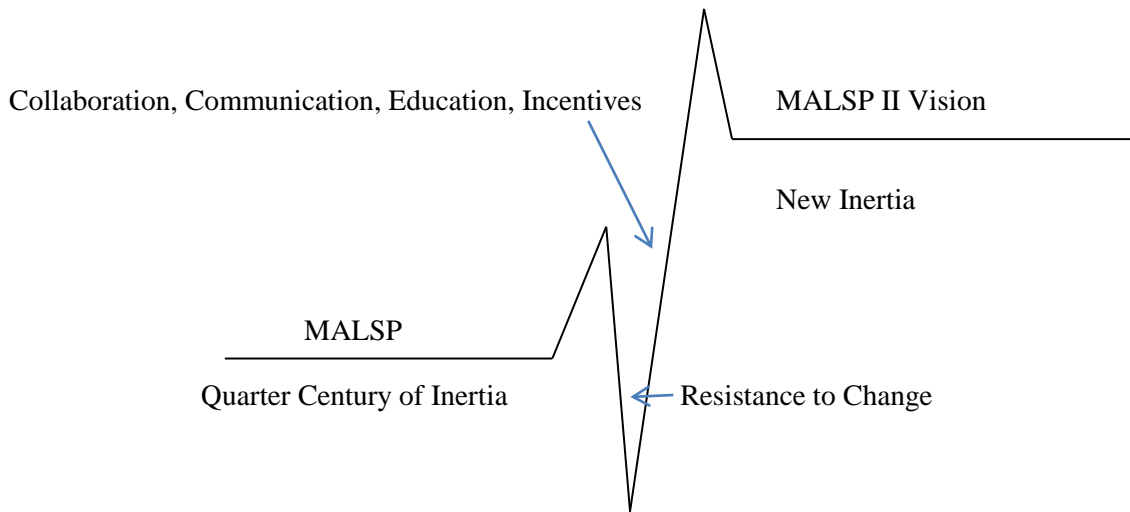 Collaboration, Communication, Education, Incentives
MALSP II Vision
New Inertia
MALSP
Quarter Century of Inertia
Resistance to Change